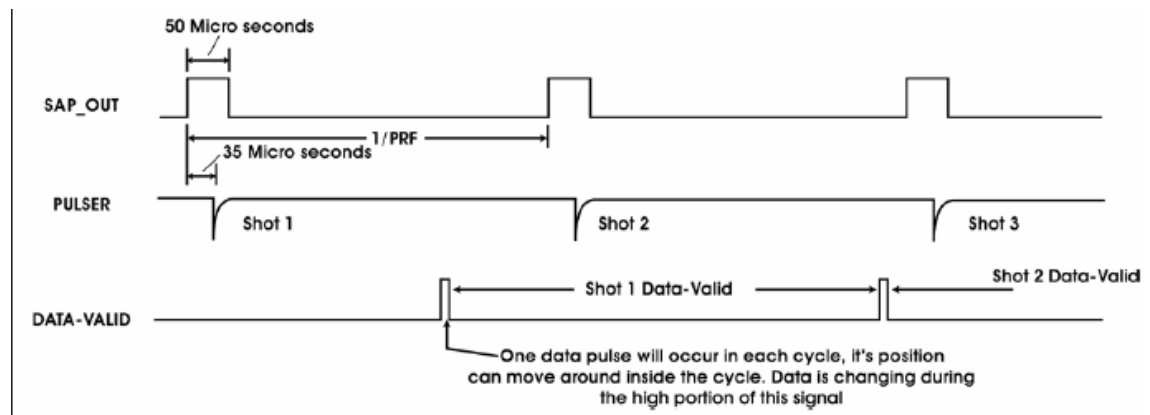 50 Micro seconds
SAP_OUT
1/PRF
35 Micro seconds
PULSER
Shot 1
Shot 2
Shot 3
Shot 1 Data-Valid
Shot 2 Data-Valid
DATA-VALID
One data pulse will occur in each cycle, it's position
can move around inside the cycle. Data is changing during
the high portion of this signal